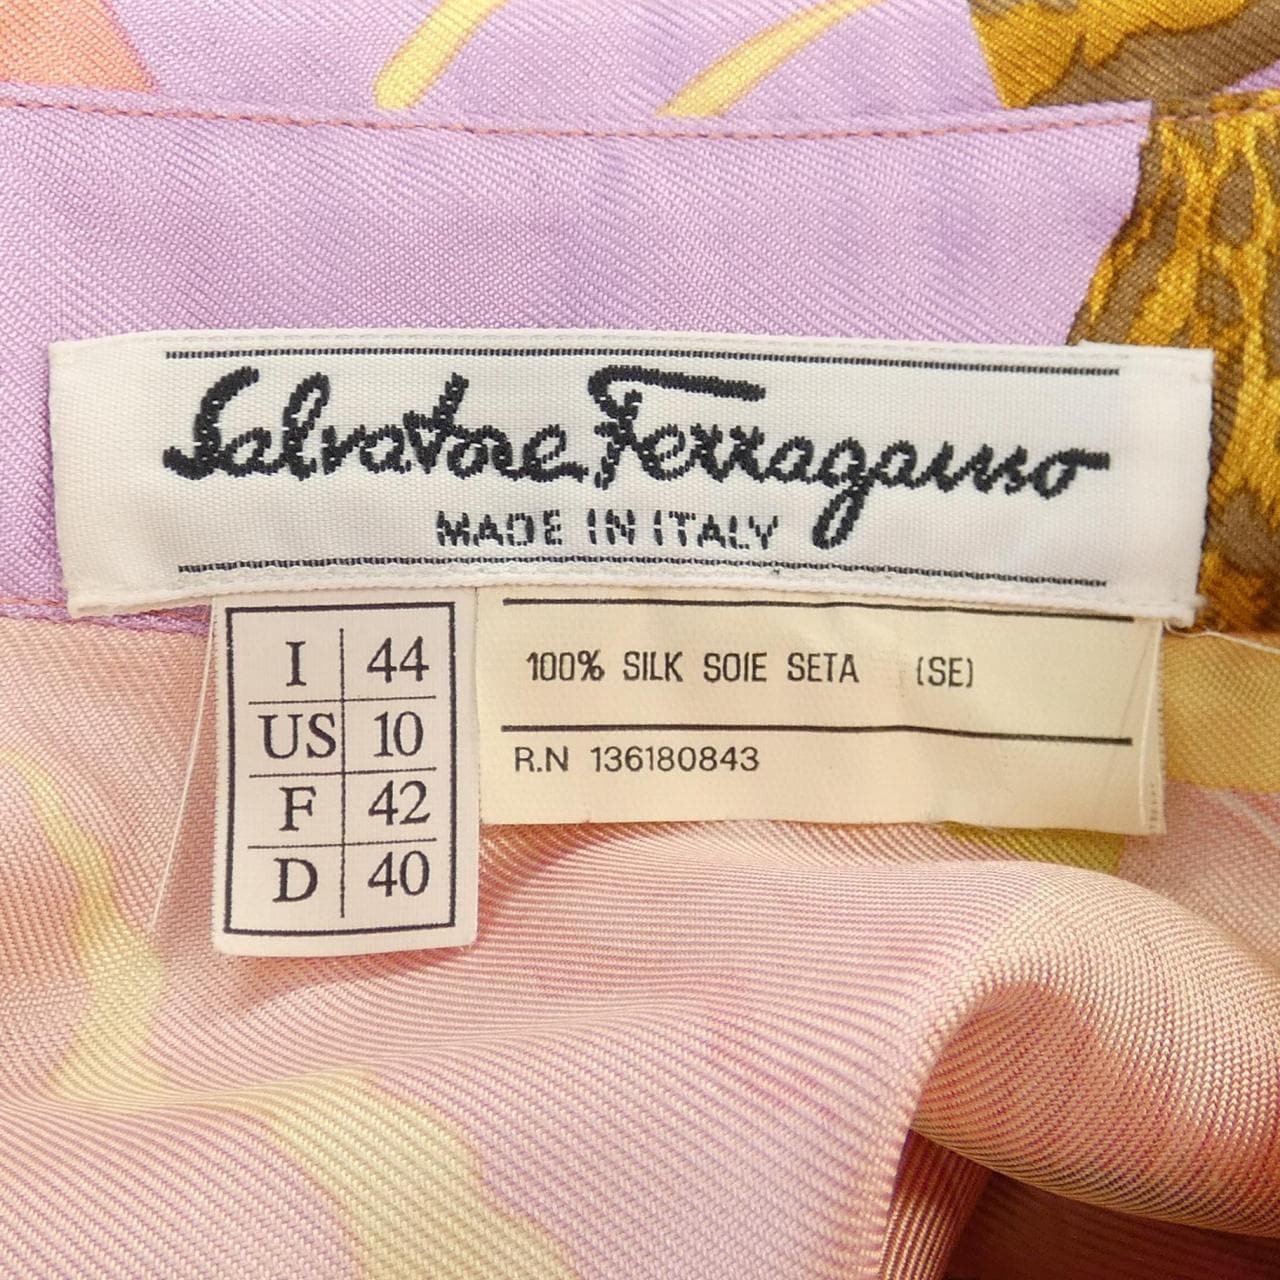 Salvatore Ferragamo
MADE IN ITALY
I 44
US 10
F 42
D 40
100% SILK SOIE SETA (SE)
R.N 136180843